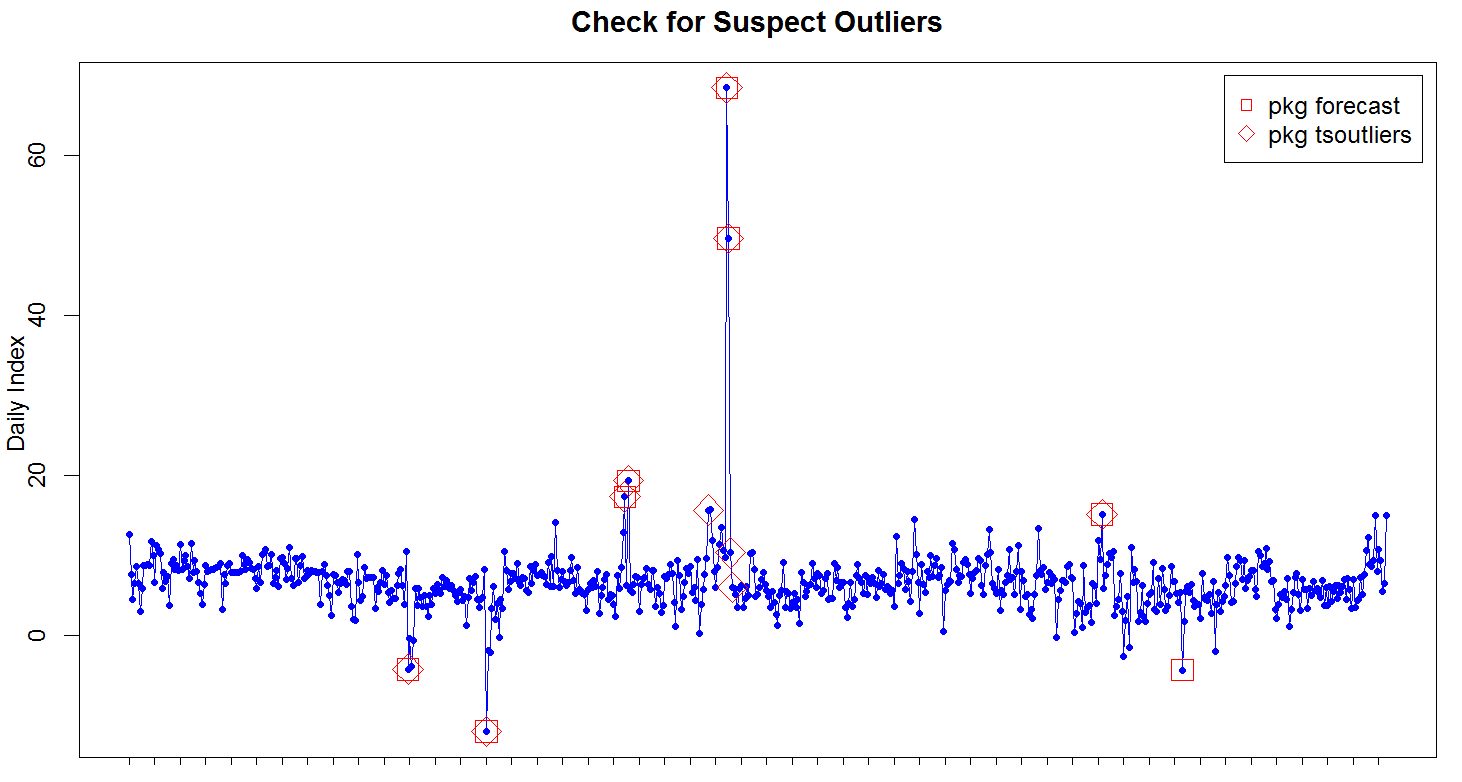 Check for Suspect Outliers
pkg forecast
pkg tsoutliers
60
40
20
0
Daily Index